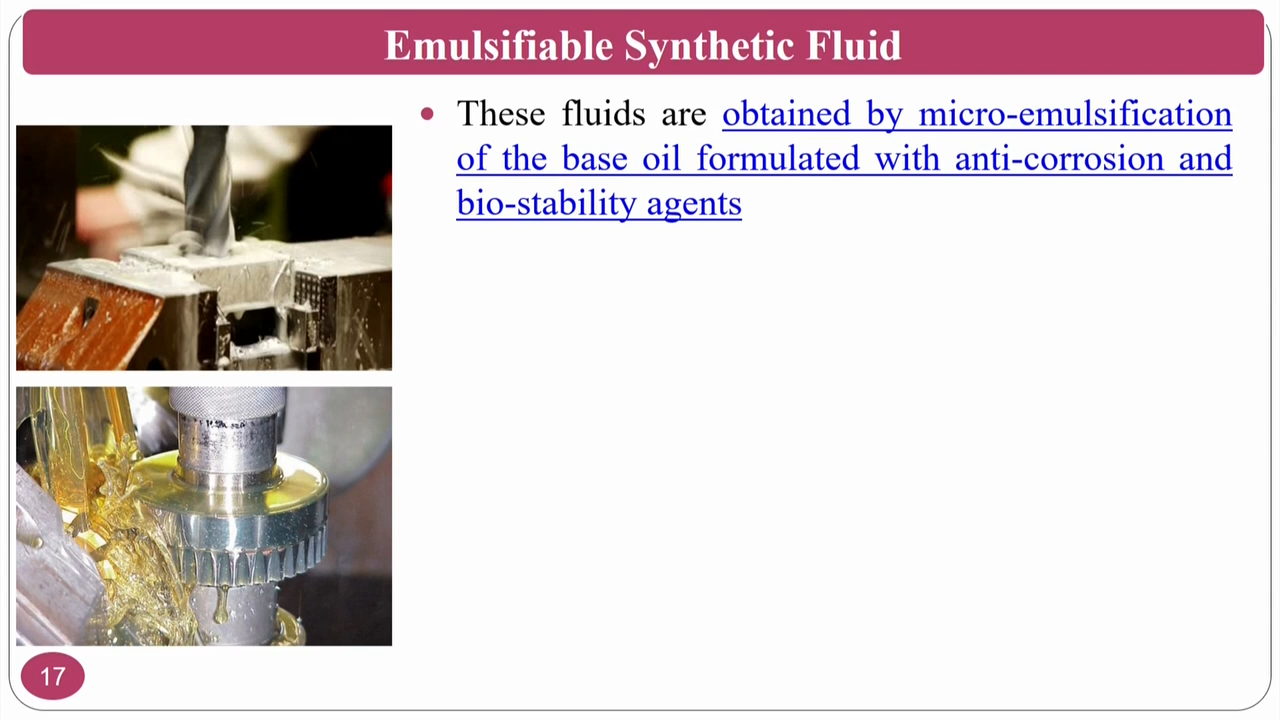 Emulsifiable Synthetic Fluid
• These fluids are obtained by micro-emulsification
of the base oil formulated with anti-corrosion and
bio-stability agents
17